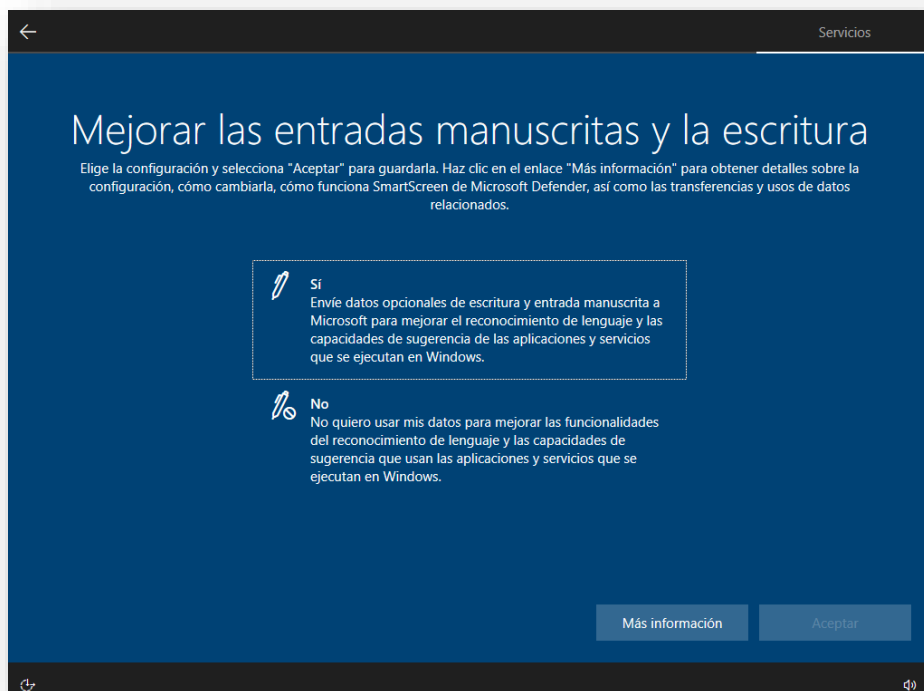 Servicios
Mejorar las entradas manuscritas y la escritura
Elige la configuración y selecciona "Aceptar" para guardarla. Haz clic en el enlace "Más información" para obtener detalles sobre la
configuración, cómo cambiarla, cómo funciona SmartScreen de Microsoft Defender, así como las transferencias y usos de datos
relacionados.
Sí
Envíe datos opcionales de escritura y entrada manuscrita a
Microsoft para mejorar el reconocimiento de lenguaje y las
capacidades de sugerencia de las aplicaciones y servicios
que se ejecutan en Windows.
No
No quiero usar mis datos para mejorar las funcionalidades
del reconocimiento de lenguaje y las capacidades de
sugerencia que usan las aplicaciones y servicios que se
ejecutan en Windows.
Más información
Aceptar